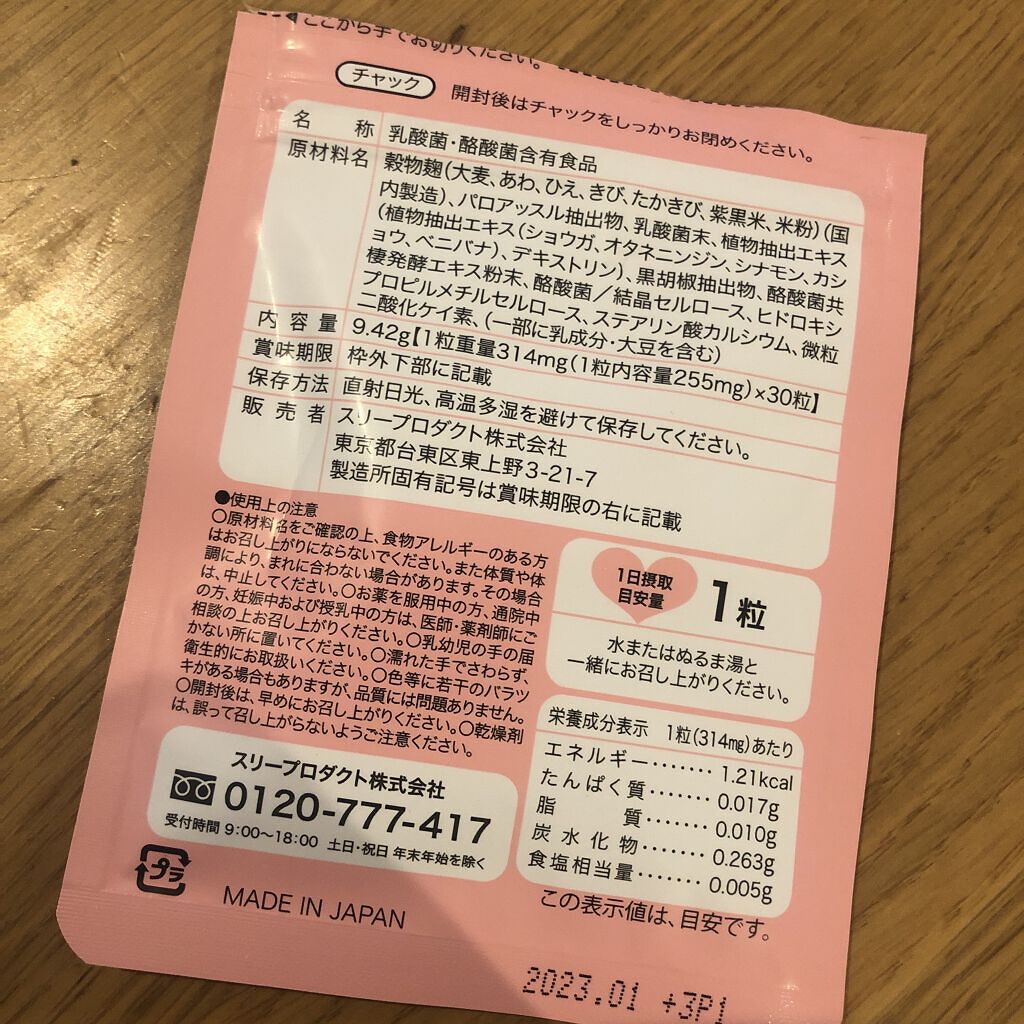 ここから手でお切りください。
チャック 開封後はチャックをしっかりお閉めください。
名 称 乳酸菌・酪酸菌含有食品
原材料名 穀物麹(大麦、あわ、ひえ、きび、たかきび、紫黒米、米粉)(国
内製造)、パロアッスル抽出物、乳酸菌末、植物抽出エキス
(植物抽出エキス(ショウガ、オタネニンジン、シナモン、カシ
ョウ、ベニバナ)、デキストリン)、黒胡椒抽出物、酪酸菌共
棲発酵エキス粉末、酪酸菌/結晶セルロース、ヒドロキシ
プロピルメチルセルロース、ステアリン酸カルシウム、微粒
二酸化ケイ素、(一部に乳成分・大豆を含む)
内容量 9.42g【1粒重量314mg(1粒内容量255mg)×30粒】
賞味期限 枠外下部に記載
保存方法 直射日光、高温多湿を避けて保存してください。
販売者 スリープロダクト株式会社
東京都台東区東上野3-21-7
製造所固有記号は賞味期限の右に記載
●使用上の注意
○原材料名をご確認の上、食物アレルギーのある方
はお召し上がりにならないでください。また体質や体
調により、まれに合わない場合があります。その場合
は、中止してください。○お薬を服用中の方、通院中
の方、妊娠中および授乳中の方は、医師・薬剤師にご
相談の上お召し上がりください。○乳幼児の手の届
かない所に置いてください。○濡れた手でさわらず、
衛生的にお取扱いください。○色等に若干のバラツ
キがある場合もありますが、品質には問題ありません。
○開封後は、早めにお召し上がりください。○乾燥剤
は、誤って召し上がらないようご注意ください。
1日摂取
目安量
1粒
水またはぬるま湯と
一緒にお召し上がりください。
栄養成分表示 1粒(314mg)あたり
エネルギー……1.21kcal
たんぱく質……0.017g
脂質……0.010g
炭水化物……0.263g
食塩相当量……0.005g
この表示値は、目安です。
スリープロダクト株式会社
0120-777-417
受付時間 9:00〜18:00 土日・祝日 年末年始を除く
プラ
MADE IN JAPAN
2023.01 +3P1